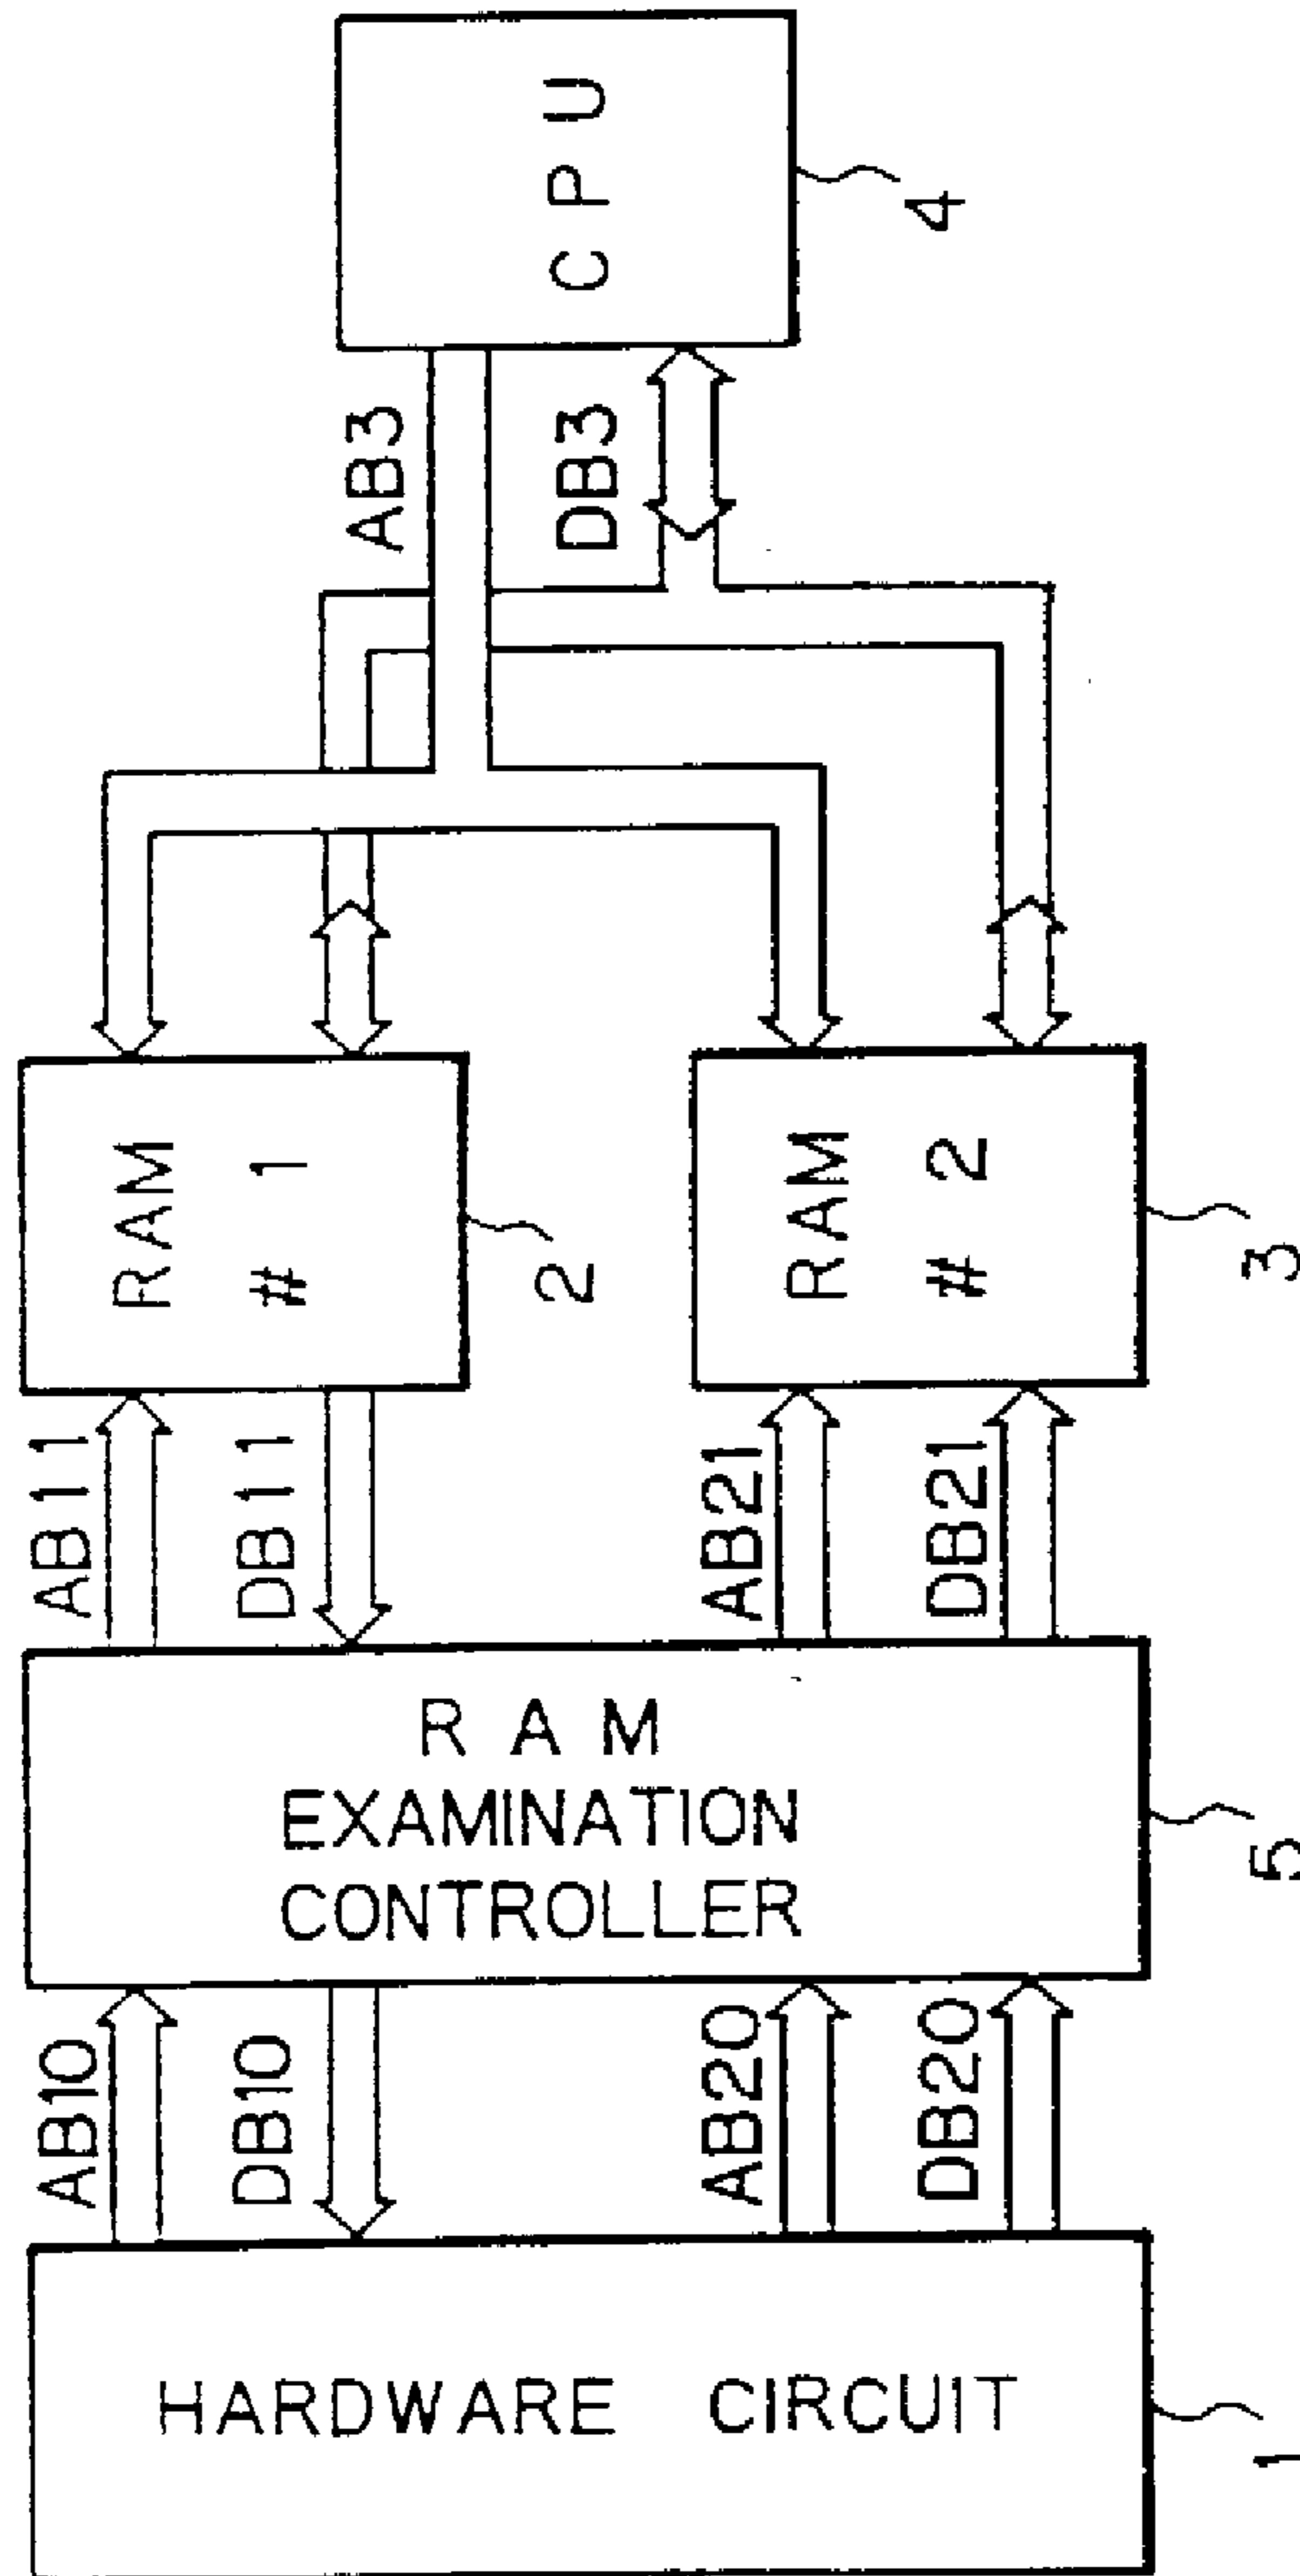 CPU
4
AB3
DB3
RAM
# 1
2
RAM
# 2
3
AB11
DB11
AB21
DB21
RAM
EXAMINATION
CONTROLLER
5
AB10
DB10
AB20
DB20
HARDWARE CIRCUIT
1